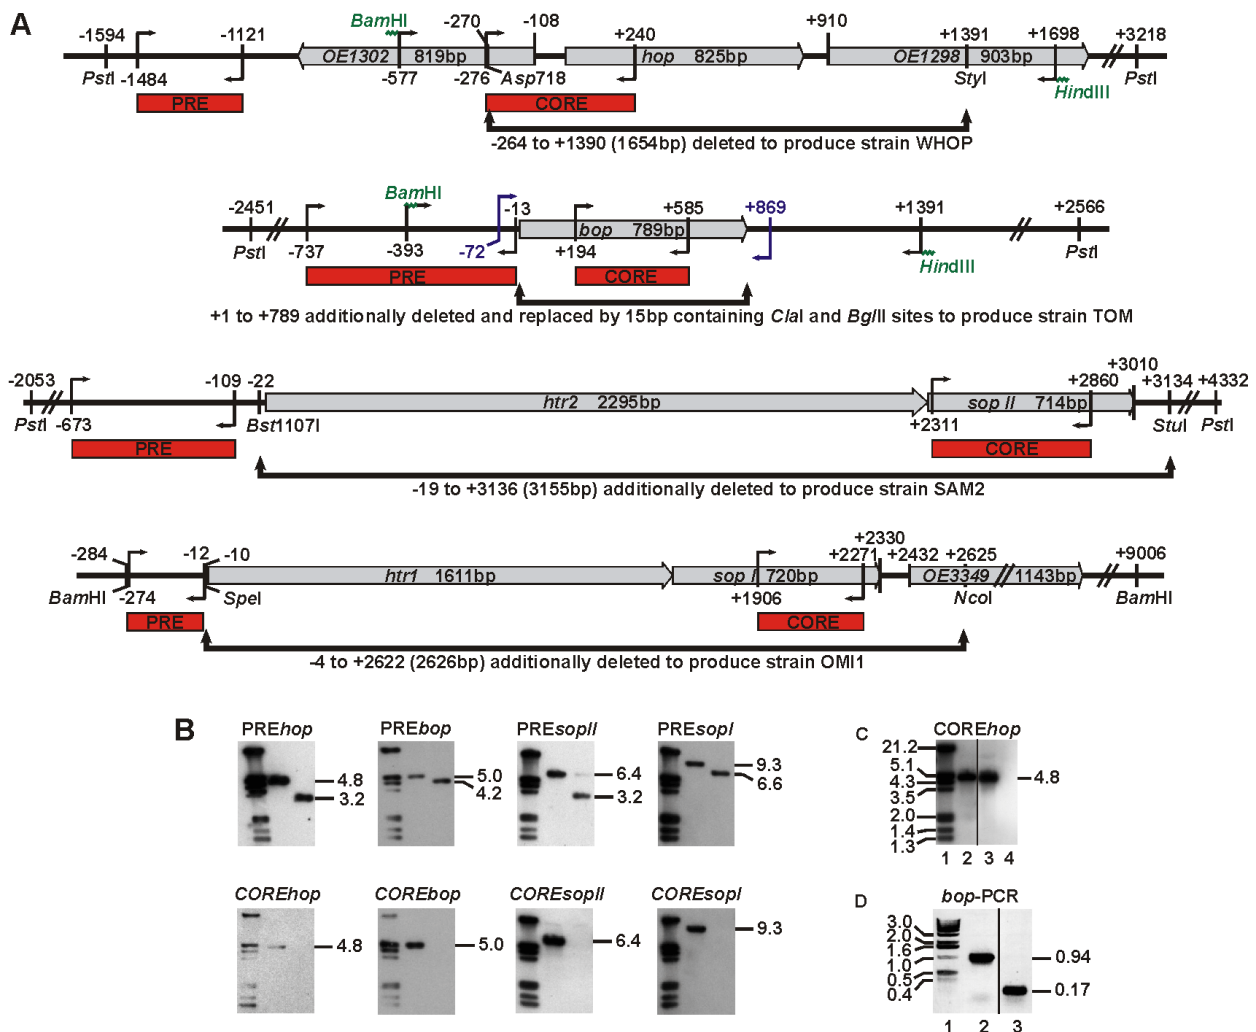 A
-1594 -1121 BamHI -270 -108 +240 +910 +1391 +1698 +3218
OE1302 819bp hop 825bp OE1298 903bp
PstI -1484 -577 -276 Asp718 StyI HindIII PstI
PRE CORE
-264 to +1390 (1654bp) deleted to produce strain WHOP
BamHI
-2451 -13 +585 +869 +1391 +2566
bop 789bp
PstI -737 -393 -72 +194 HindIII PstI
PRE CORE
+1 to +789 additionally deleted and replaced by 15bp containing ClaI and BglII sites to produce strain TOM
-2053 -109 -22 +2860 +3010 +3134 +4332
htr2 2295bp sop II 714bp
PstI -673 Bst1107I +2311 StuI PstI
PRE CORE
-19 to +3136 (3155bp) additionally deleted to produce strain SAM2
-284 -12 -10 +2271 +2330 +2432 +2625 +9006
htr1 1611bp sop I 720bp OE3349 1143bp
BamHI -274 SpeI +1906 NcoI BamHI
PRE CORE
-4 to +2622 (2626bp) additionally deleted to produce strain OMI1
B
PREhop PREbop PREsopII PREsopI
4.8
3.2
5.0
4.2
6.4
3.2
9.3
6.6
COREhop COREbop COREsopII COREsopI
4.8
5.0
6.4
9.3
C
COREhop
21.2
5.1
4.3
3.5
2.0
1.4
1.3
4.8
1 2 3 4
D
bop-PCR
3.0
2.0
1.6
1.0
0.5
0.4
0.94
0.17
1 2 3